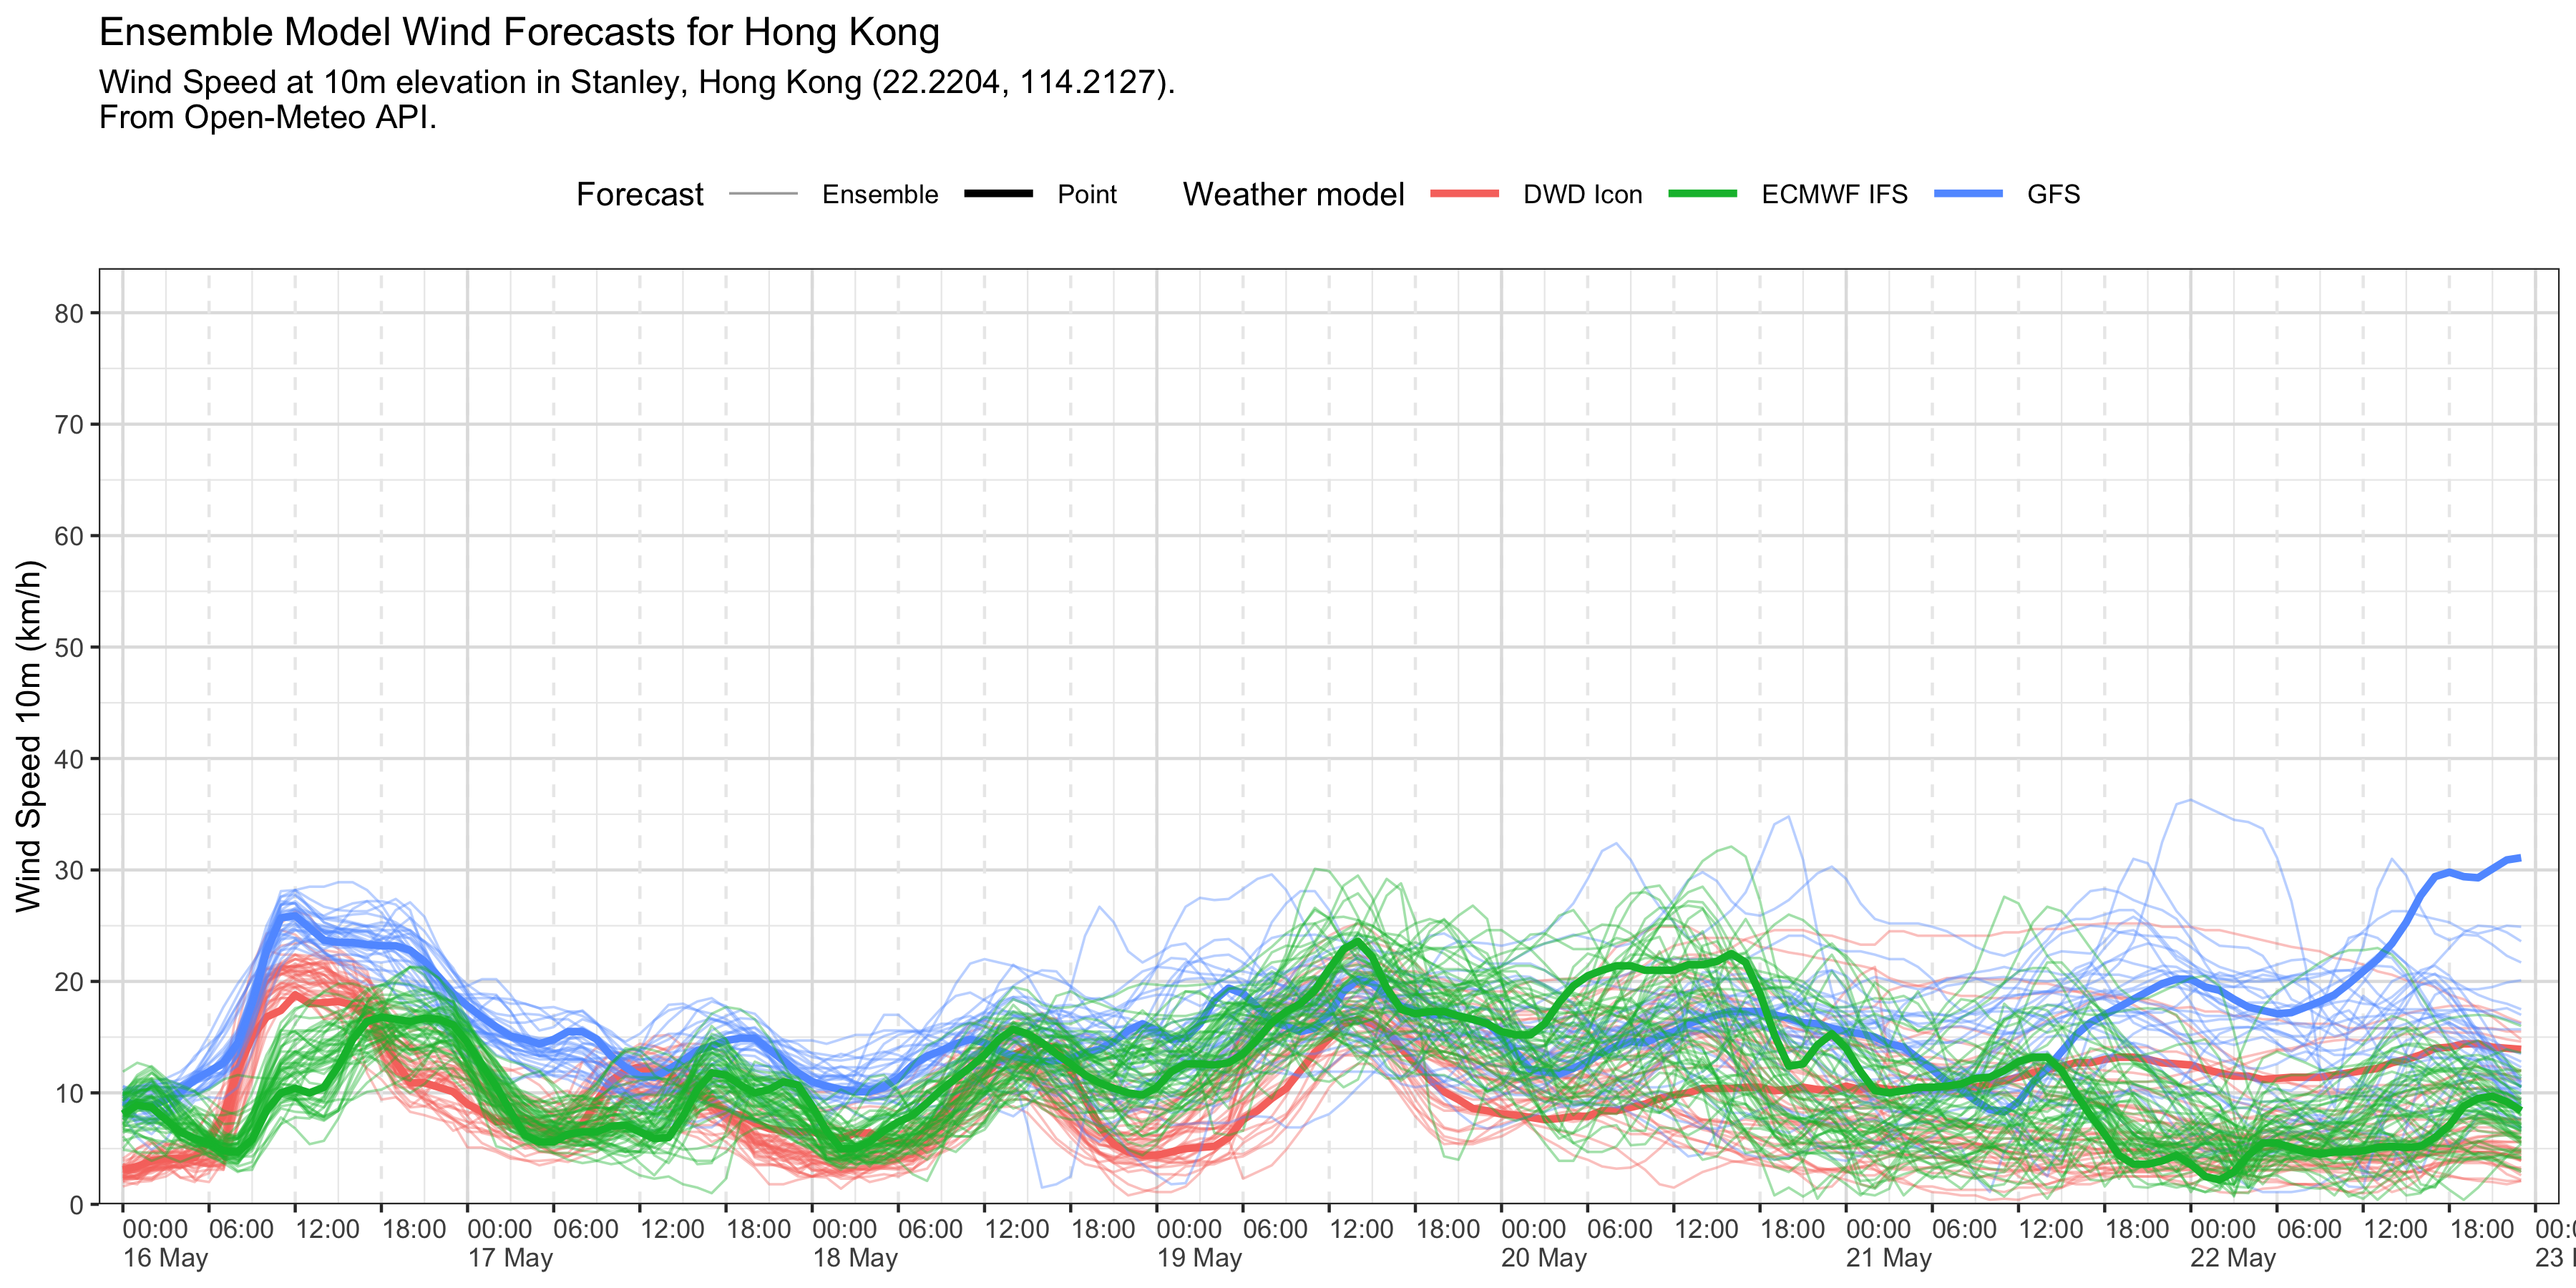 Ensemble Model Wind Forecasts for Hong Kong
Wind Speed at 10m elevation in Stanley, Hong Kong (22.2204, 114.2127).
From Open-Meteo API.
Forecast Ensemble Point Weather model DWD Icon ECMWF IFS GFS
Wind Speed 10m (km/h)
80
70
60
50
40
30
20
10
0
00:00 06:00 12:00 18:00 00:00 06:00 12:00 18:00 00:00 06:00 12:00 18:00 00:00 06:00 12:00 18:00 00:00 06:00 12:00 18:00 00:00 06:00 12:00 18:00 00:00 06:00 12:00 18:00
16 May 17 May 18 May 19 May 20 May 21 May 22 May 23